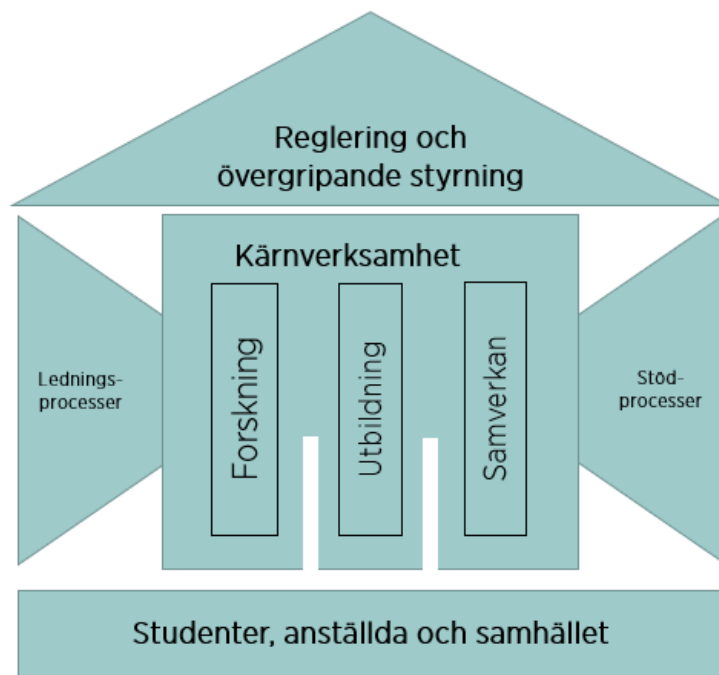 Reglering och
övergripande styrning
Kärnverksamhet
Lednings-
processer
Forskning
Utbildning
Samverkan
Stöd-
processer
Studenter, anställda och samhället